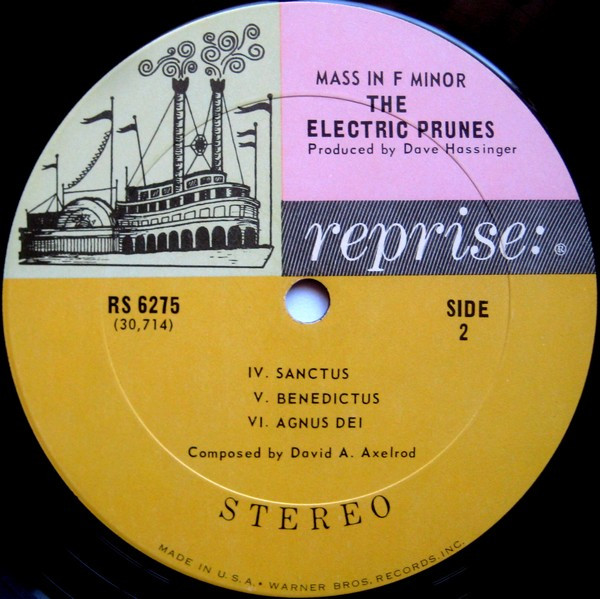 MASS IN F MINOR
THE
ELECTRIC PRUNES
Produced by Dave Hassinger
reprise: ®
RS 6275
(30,714)
SIDE
2
IV. SANCTUS
V. BENEDICTUS
VI. AGNUS DEI
Composed by David A. Axelrod
STEREO
MADE IN U.S.A. • WARNER BROS. RECORDS, INC.